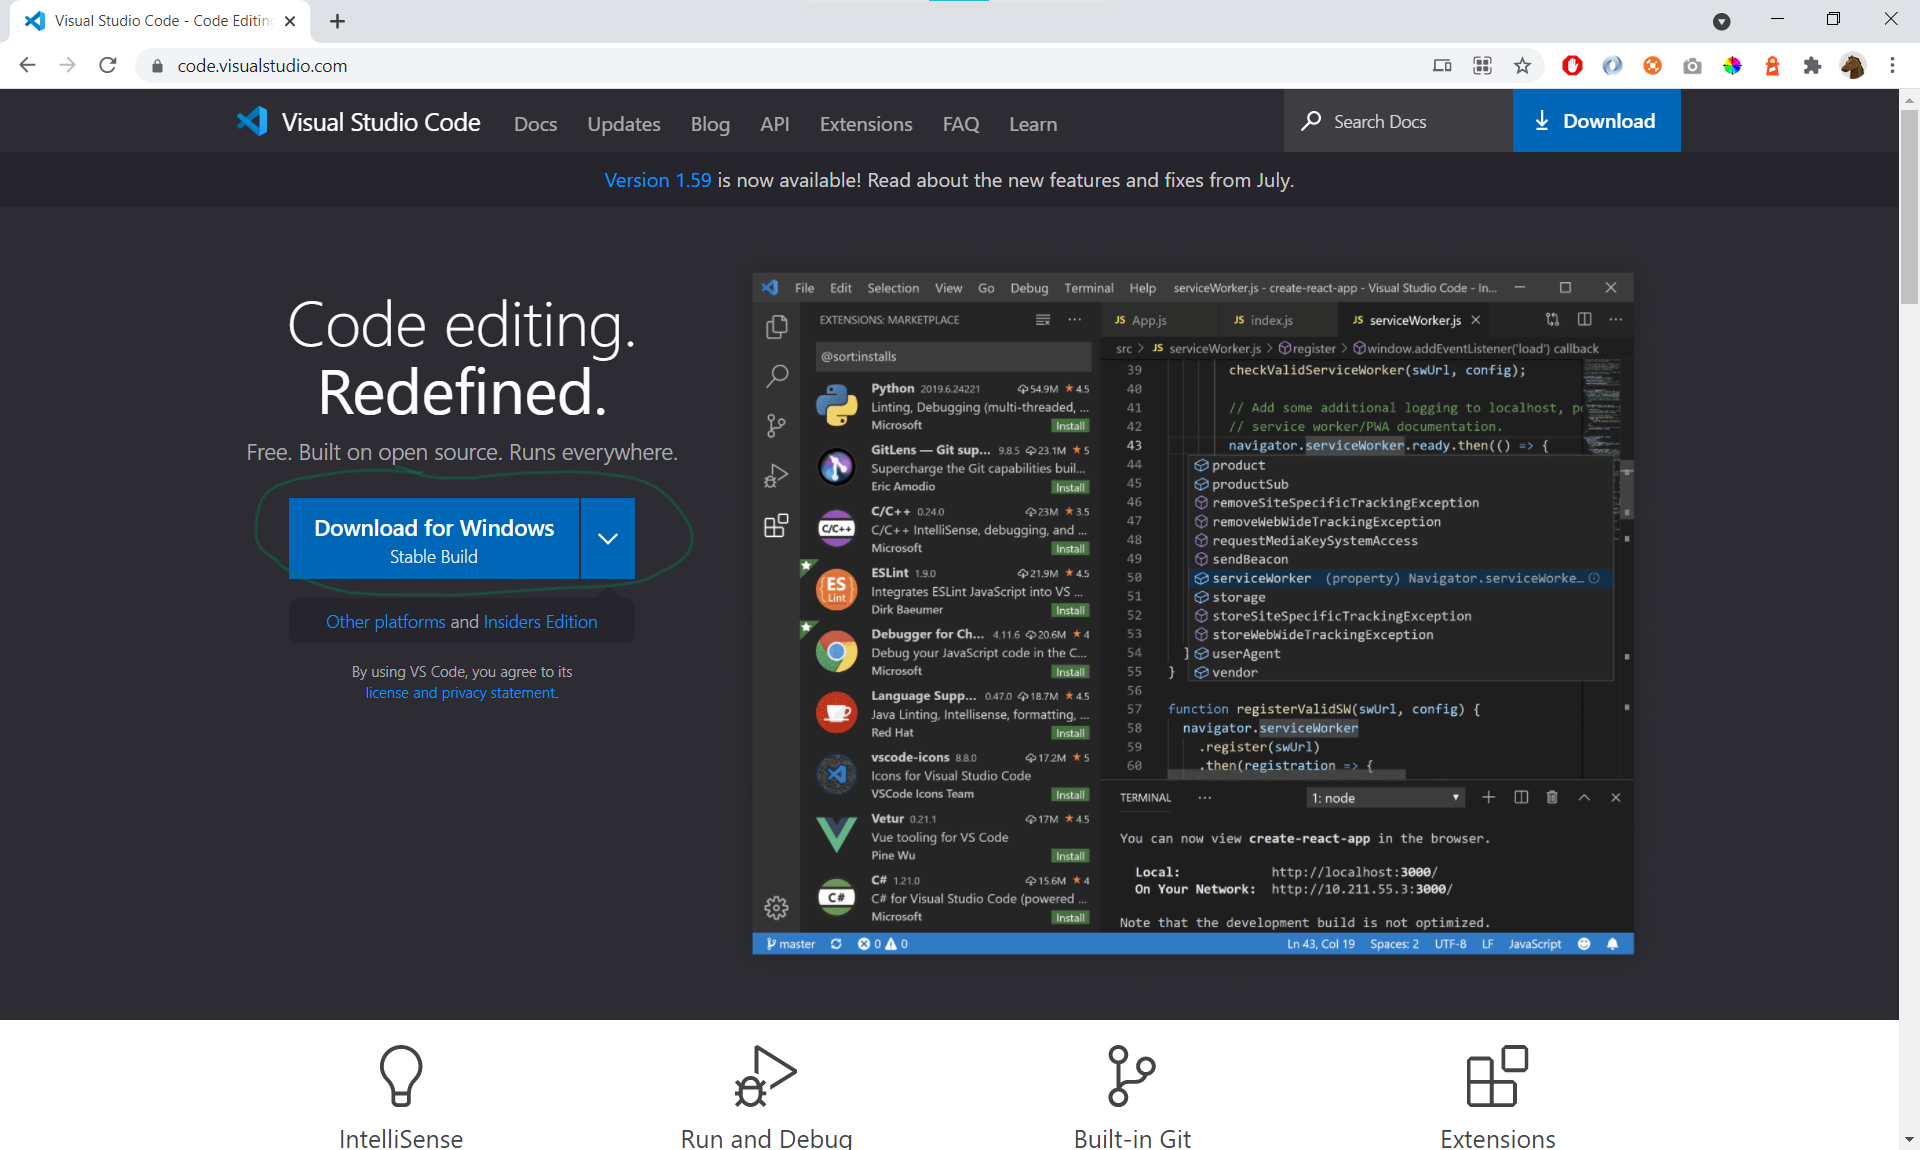 Visual Studio Code - Code Editin
code.visualstudio.com
Visual Studio Code Docs Updates Blog API Extensions FAQ Learn Search Docs Download
Version 1.59 is now available! Read about the new features and fixes from July.
Code editing.
Redefined.
Free. Built on open source. Runs everywhere.
Download for Windows
Stable Build
Other platforms and Insiders Edition
By using VS Code, you agree to its
license and privacy statement.
File Edit Selection View Go Debug Terminal Help serviceWorker.js - create-react-app - Visual Studio Code - In...
EXTENSIONS: MARKETPLACE
@sort:installs
Python 2019.6.24221 54.9M 4.5
Linting, Debugging (multi-threaded, ...
Microsoft Install
GitLens — Git sup... 9.8.5 23.1M 5
Supercharge the Git capabilities buil...
Eric Amodio Install
C/C++ C/C++ 0.24.0 23M 3.5
C/C++ IntelliSense, debugging, and ...
Microsoft Install
ES Lint ESLint 1.9.0 21.9M 4.5
Integrates ESLint JavaScript into VS ...
Dirk Baeumer Install
Debugger for Ch... 4.11.6 20.6M 4
Debug your JavaScript code in the C...
Microsoft Install
Language Supp... 0.47.0 18.7M 4.5
Java Linting, Intellisense, formatting, ...
Red Hat Install
vscode-icons 8.8.0 17.2M 5
Icons for Visual Studio Code
VSCode Icons Team Install
Vetur 0.21.1 17M 4.5
Vue tooling for VS Code
Pine Wu Install
C# C# 1.21.0 15.6M 4
C# for Visual Studio Code (powered ...
Microsoft Install
JS App.js JS index.js JS serviceWorker.js
src > JS serviceWorker.js > register > window.addEventListener('load') callback
39 checkValidServiceWorker(swUrl, config);
40
41 // Add some additional logging to localhost, po
42 // service worker/PWA documentation.
43 navigator.serviceWorker.ready.then(() => {
44 product
45 productSub
46 removeSiteSpecificTrackingException
47 removeWebWideTrackingException
48 requestMediaKeySystemAccess
49 sendBeacon
50 serviceWorker (property) Navigator.serviceWorke...
51 storage
52 storeSiteSpecificTrackingException
53 storeWebWideTrackingException
54 } userAgent
55 } vendor
56
57 function registerValidSW(swUrl, config) {
58 navigator.serviceWorker
59 .register(swUrl)
60 .then(registration => {
TERMINAL ... 1: node
You can now view create-react-app in the browser.
Local: http://localhost:3000/
On Your Network: http://10.211.55.3:3000/
Note that the development build is not optimized.
master 0 0 Ln 43, Col 19 Spaces: 2 UTF-8 LF JavaScript
IntelliSense Run and Debug Built-in Git Extensions